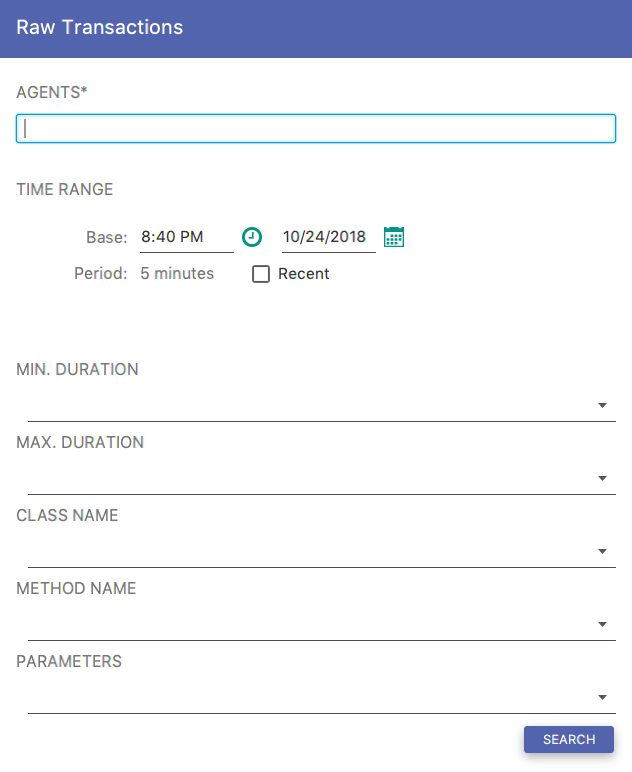 Raw Transactions
AGENTS*
TIME RANGE
Base: 8:40 PM 10/24/2018
Period: 5 minutes Recent
MIN. DURATION
MAX. DURATION
CLASS NAME
METHOD NAME
PARAMETERS
SEARCH